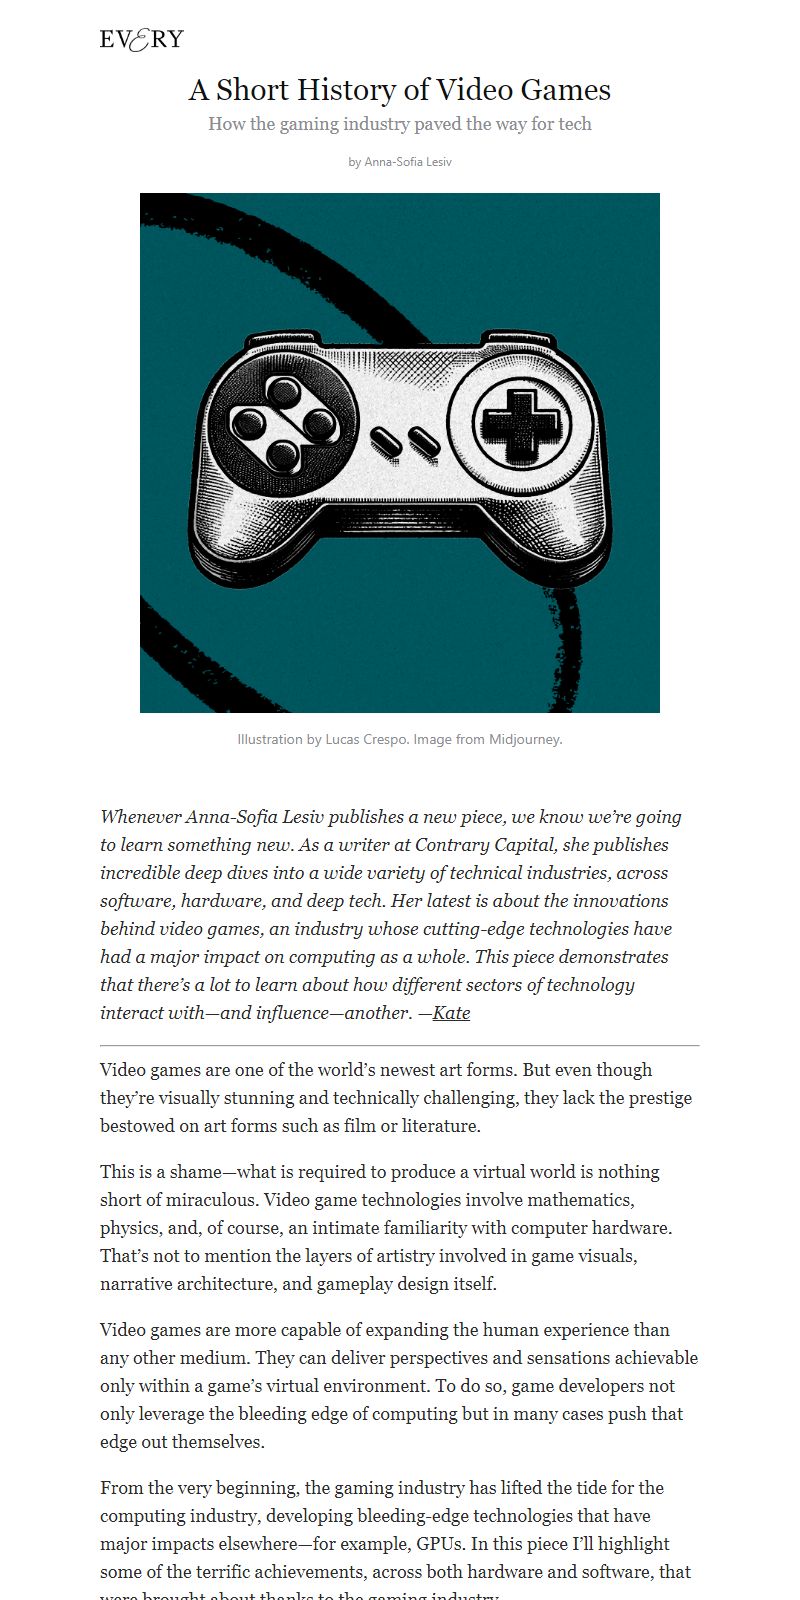 EVERY
A Short History of Video Games
How the gaming industry paved the way for tech
by Anna-Sofia Lesiv
Illustration by Lucas Crespo. Image from Midjourney.
Whenever Anna-Sofia Lesiv publishes a new piece, we know we’re going
to learn something new. As a writer at Contrary Capital, she publishes
incredible deep dives into a wide variety of technical industries, across
software, hardware, and deep tech. Her latest is about the innovations
behind video games, an industry whose cutting-edge technologies have
had a major impact on computing as a whole. This piece demonstrates
that there’s a lot to learn about how different sectors of technology
interact with—and influence—another. —Kate
Video games are one of the world’s newest art forms. But even though
they’re visually stunning and technically challenging, they lack the prestige
bestowed on art forms such as film or literature.
This is a shame—what is required to produce a virtual world is nothing
short of miraculous. Video game technologies involve mathematics,
physics, and, of course, an intimate familiarity with computer hardware.
That’s not to mention the layers of artistry involved in game visuals,
narrative architecture, and gameplay design itself.
Video games are more capable of expanding the human experience than
any other medium. They can deliver perspectives and sensations achievable
only within a game’s virtual environment. To do so, game developers not
only leverage the bleeding edge of computing but in many cases push that
edge out themselves.
From the very beginning, the gaming industry has lifted the tide for the
computing industry, developing bleeding-edge technologies that have
major impacts elsewhere—for example, GPUs. In this piece I’ll highlight
some of the terrific achievements, across both hardware and software, that
were brought about thanks to the gaming industry.